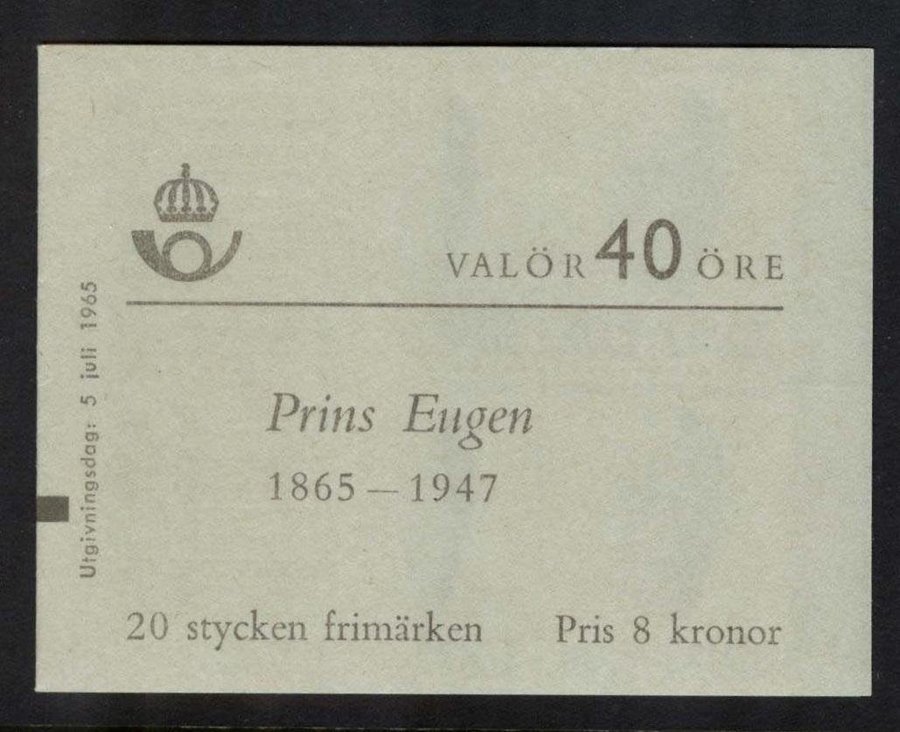 VALÖR 40 ÖRE
Prins Eugen
1865 — 1947
20 stycken frimärken Pris 8 kronor
Utgivningsdag: 5 juli 1965